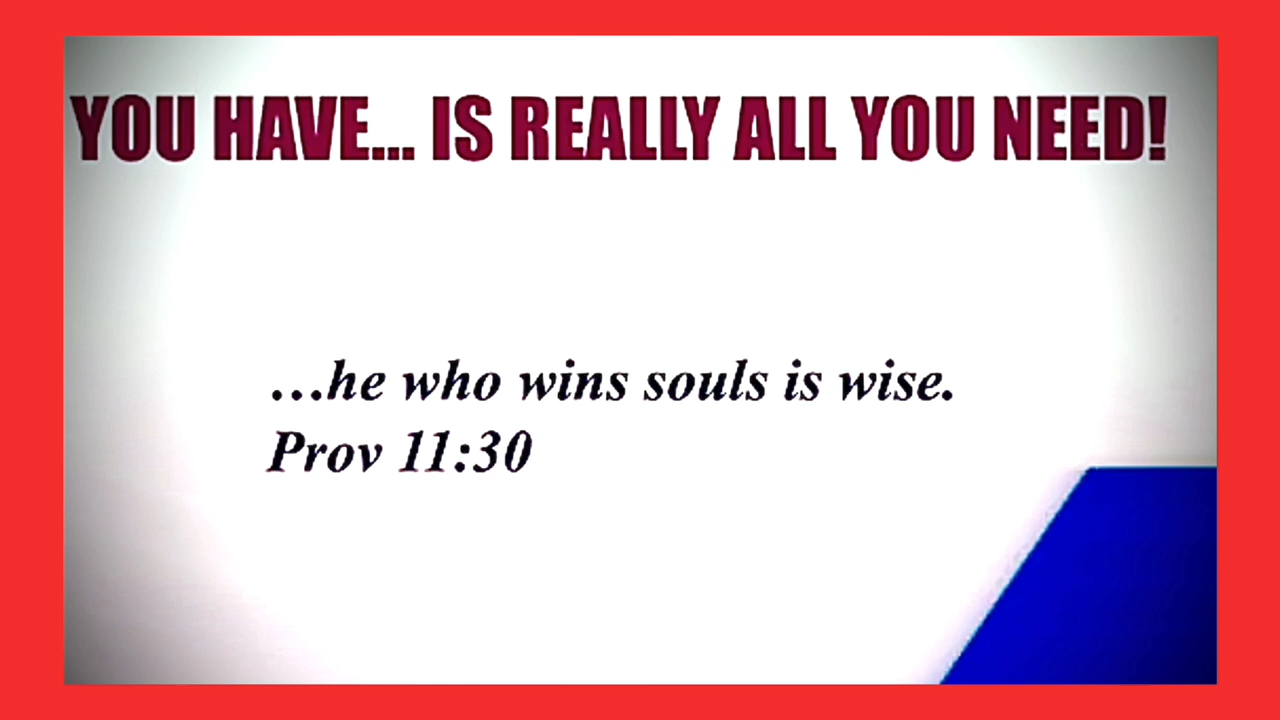 YOU HAVE... IS REALLY ALL YOU NEED!
...he who wins souls is wise.
Prov 11:30